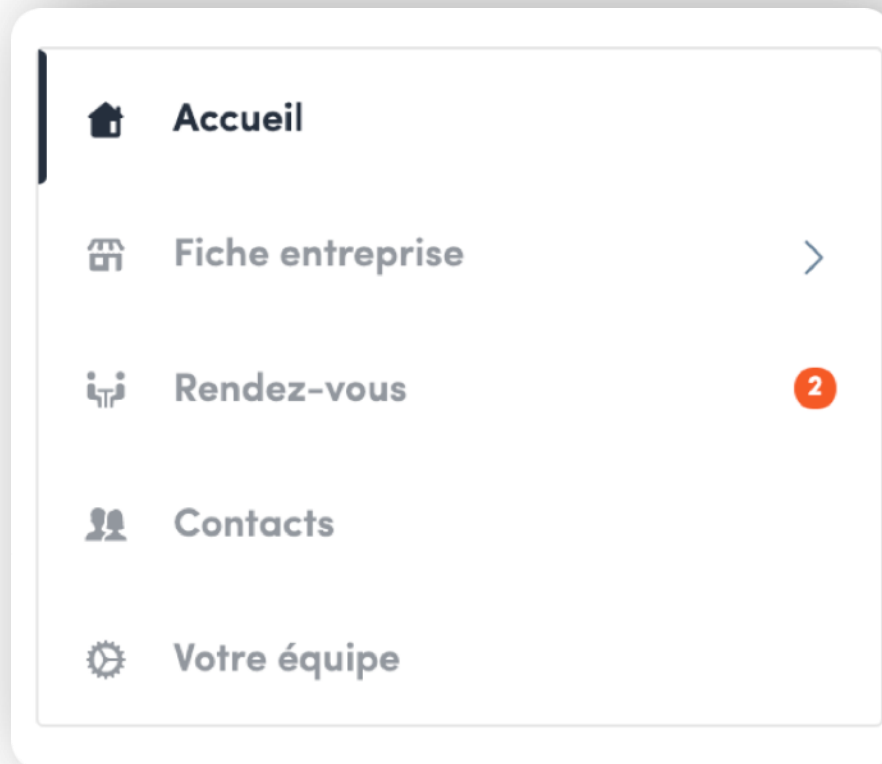 Accueil
Fiche entreprise
Rendez-vous
2
Contacts
Votre équipe